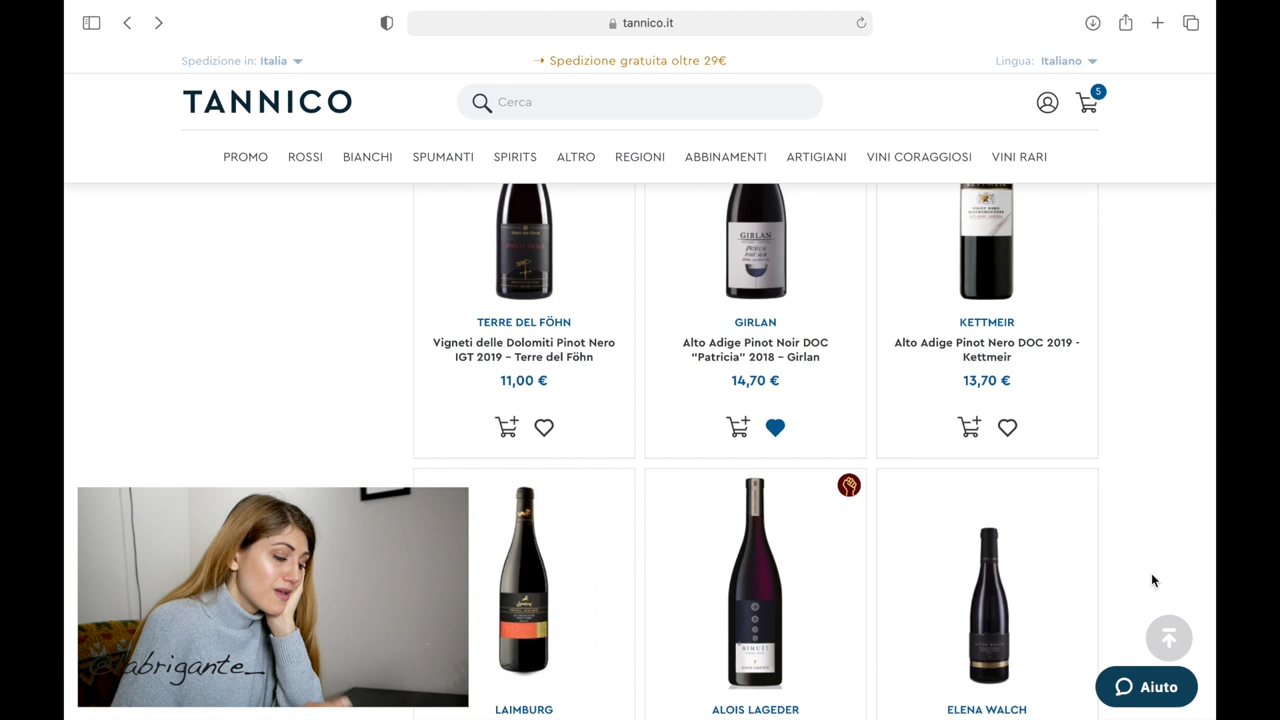 tannico.it
Spedizione in: Italia
➝ Spedizione gratuita oltre 29€
Lingua: Italiano
TANNICO
Cerca
5
PROMO ROSSI BIANCHI SPUMANTI SPIRITS ALTRO REGIONI ABBINAMENTI ARTIGIANI VINI CORAGGIOSI VINI RARI
GIRLAN
TERRE DEL FÖHN
Vigneti delle Dolomiti Pinot Nero
IGT 2019 – Terre del Föhn
11,00 €
GIRLAN
Alto Adige Pinot Noir DOC
“Patricia” 2018 – Girlan
14,70 €
KETTMEIR
Alto Adige Pinot Nero DOC 2019 -
Kettmeir
13,70 €
MIMUÈT
@labrigante_
LAIMBURG
ALOIS LAGEDER
ELENA WALCH
Aiuto